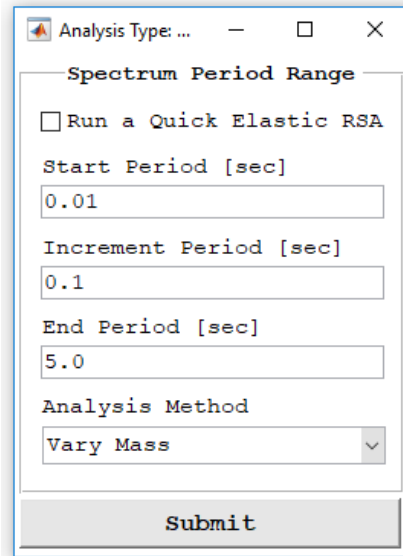 Analysis Type: ...
Spectrum Period Range
Run a Quick Elastic RSA
Start Period [sec]
0.01
Increment Period [sec]
0.1
End Period [sec]
5.0
Analysis Method
Vary Mass
Submit